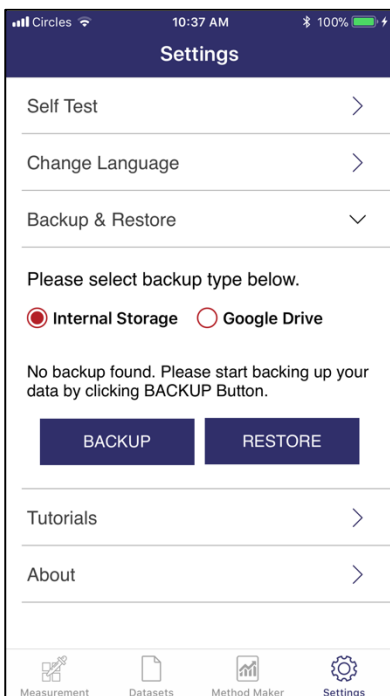 Circles 10:37 AM 100%
Settings
Self Test
Change Language
Backup & Restore
Please select backup type below.
Internal Storage Google Drive
No backup found. Please start backing up your
data by clicking BACKUP Button.
BACKUP RESTORE
Tutorials
About
Measurement Datasets Method Maker Settings